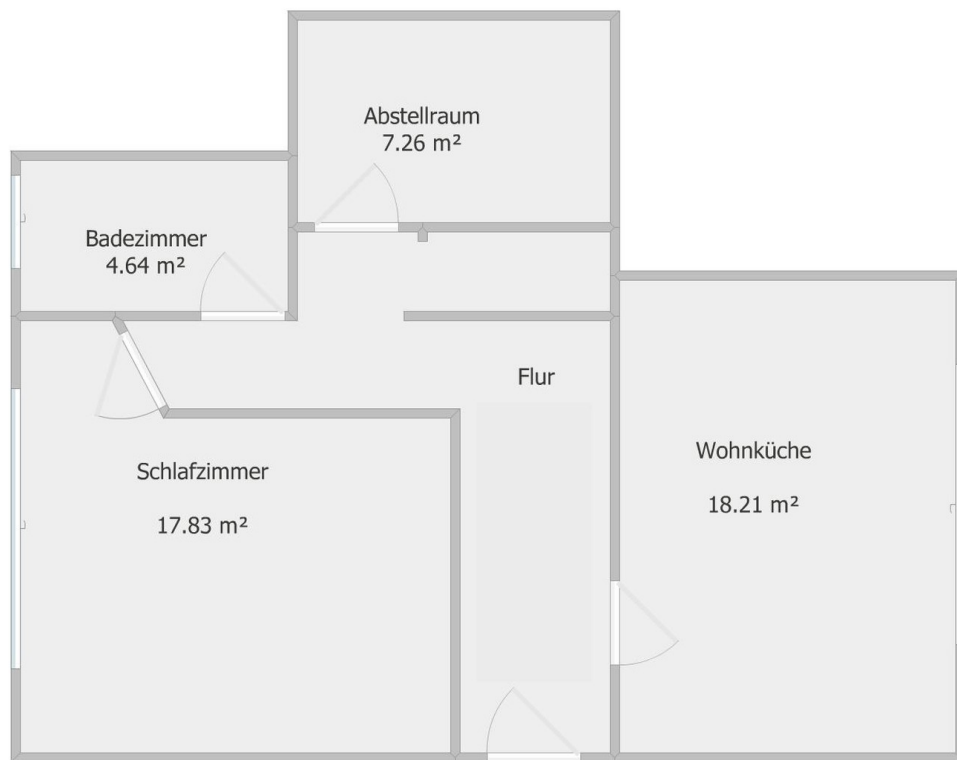 Abstellraum
7.26 m²
Badezimmer
4.64 m²
Flur
Wohnküche
18.21 m²
Schlafzimmer
17.83 m²